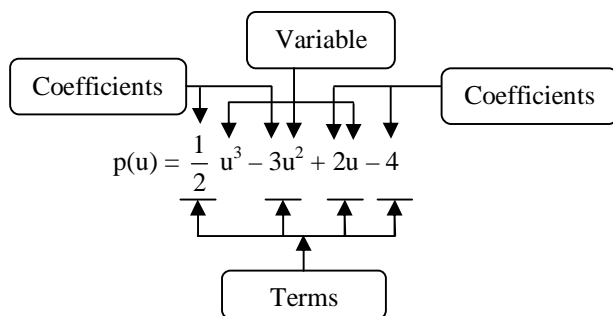 Variable
Coefficients
Coefficients
p(u) = 1/2 u³ – 3u² + 2u – 4
Terms